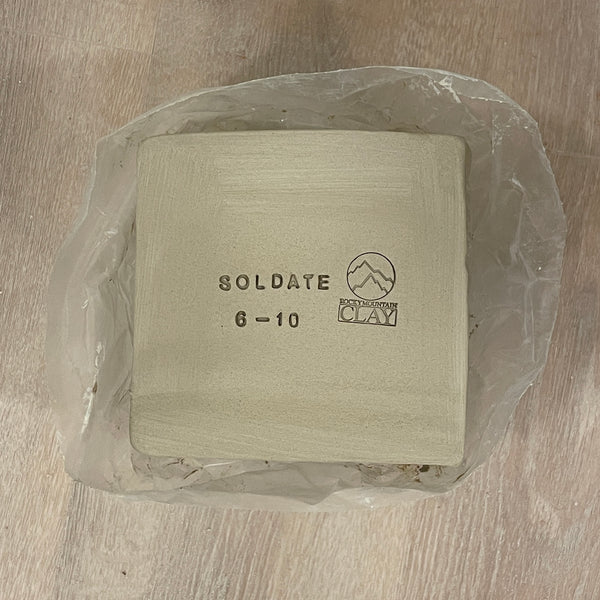 SOLDATE
6-10
ROCKY MOUNTAIN
CLAY